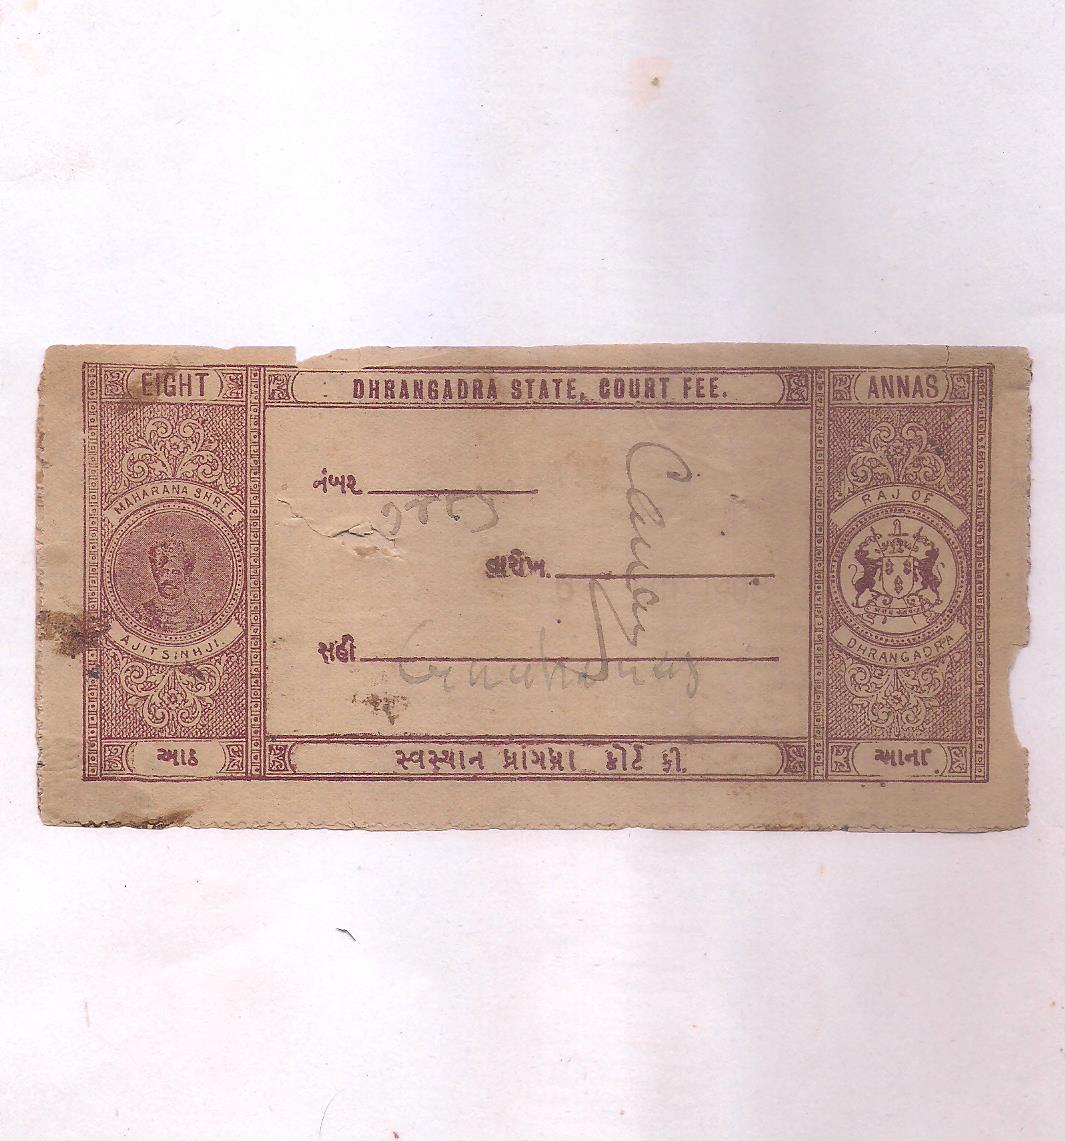 EIGHT
DHRANGADRA STATE, COURT FEE.
ANNAS
MAHARANA SHREE
AJITSINHJI.
નંબર
તારીખ.
સહી
RAJ OF
DHRANGADRA
આઠ
સ્વસ્થાન ધ્રાંગધ્રા કોર્ટ ફી.
આના.